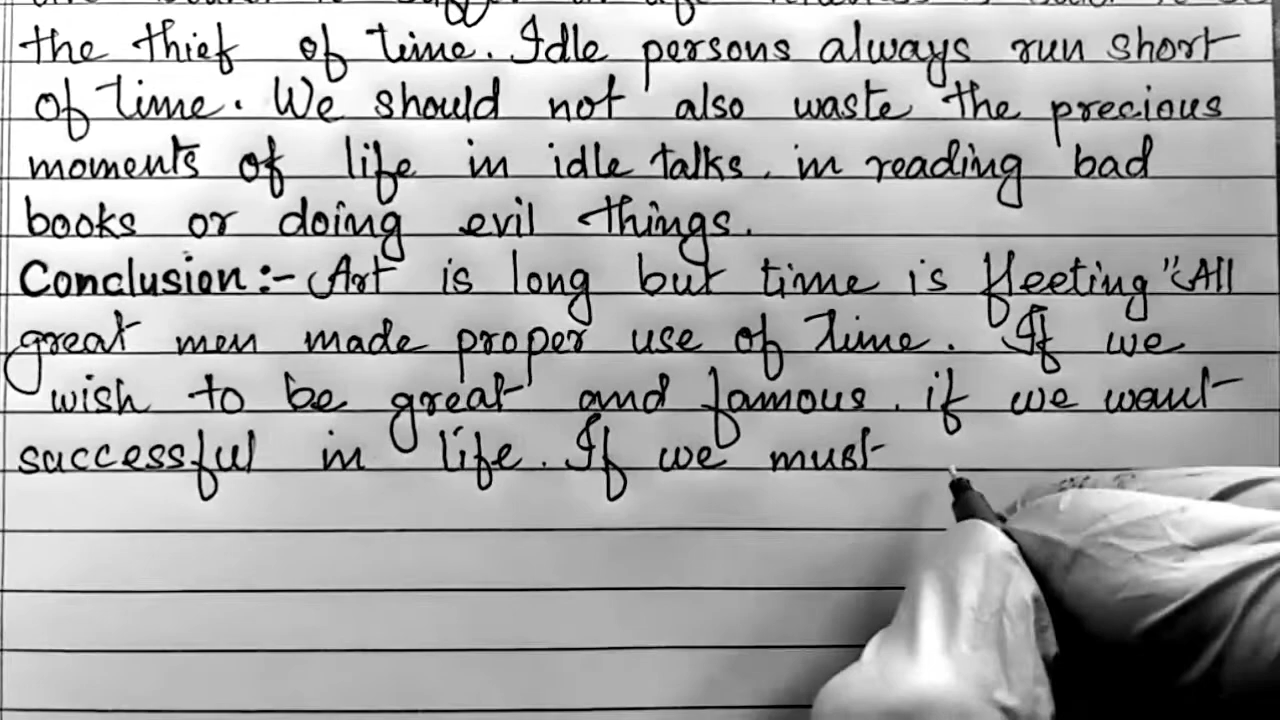 the thief of time. Idle persons always run short
of time. We should not also waste the precious
moments of life in idle talks, in reading bad
books or doing evil things.
Conclusion:- Art is long but time is fleeting "All
great men made proper use of time. If we
wish to be great and famous, if we want
successful in life. If we must